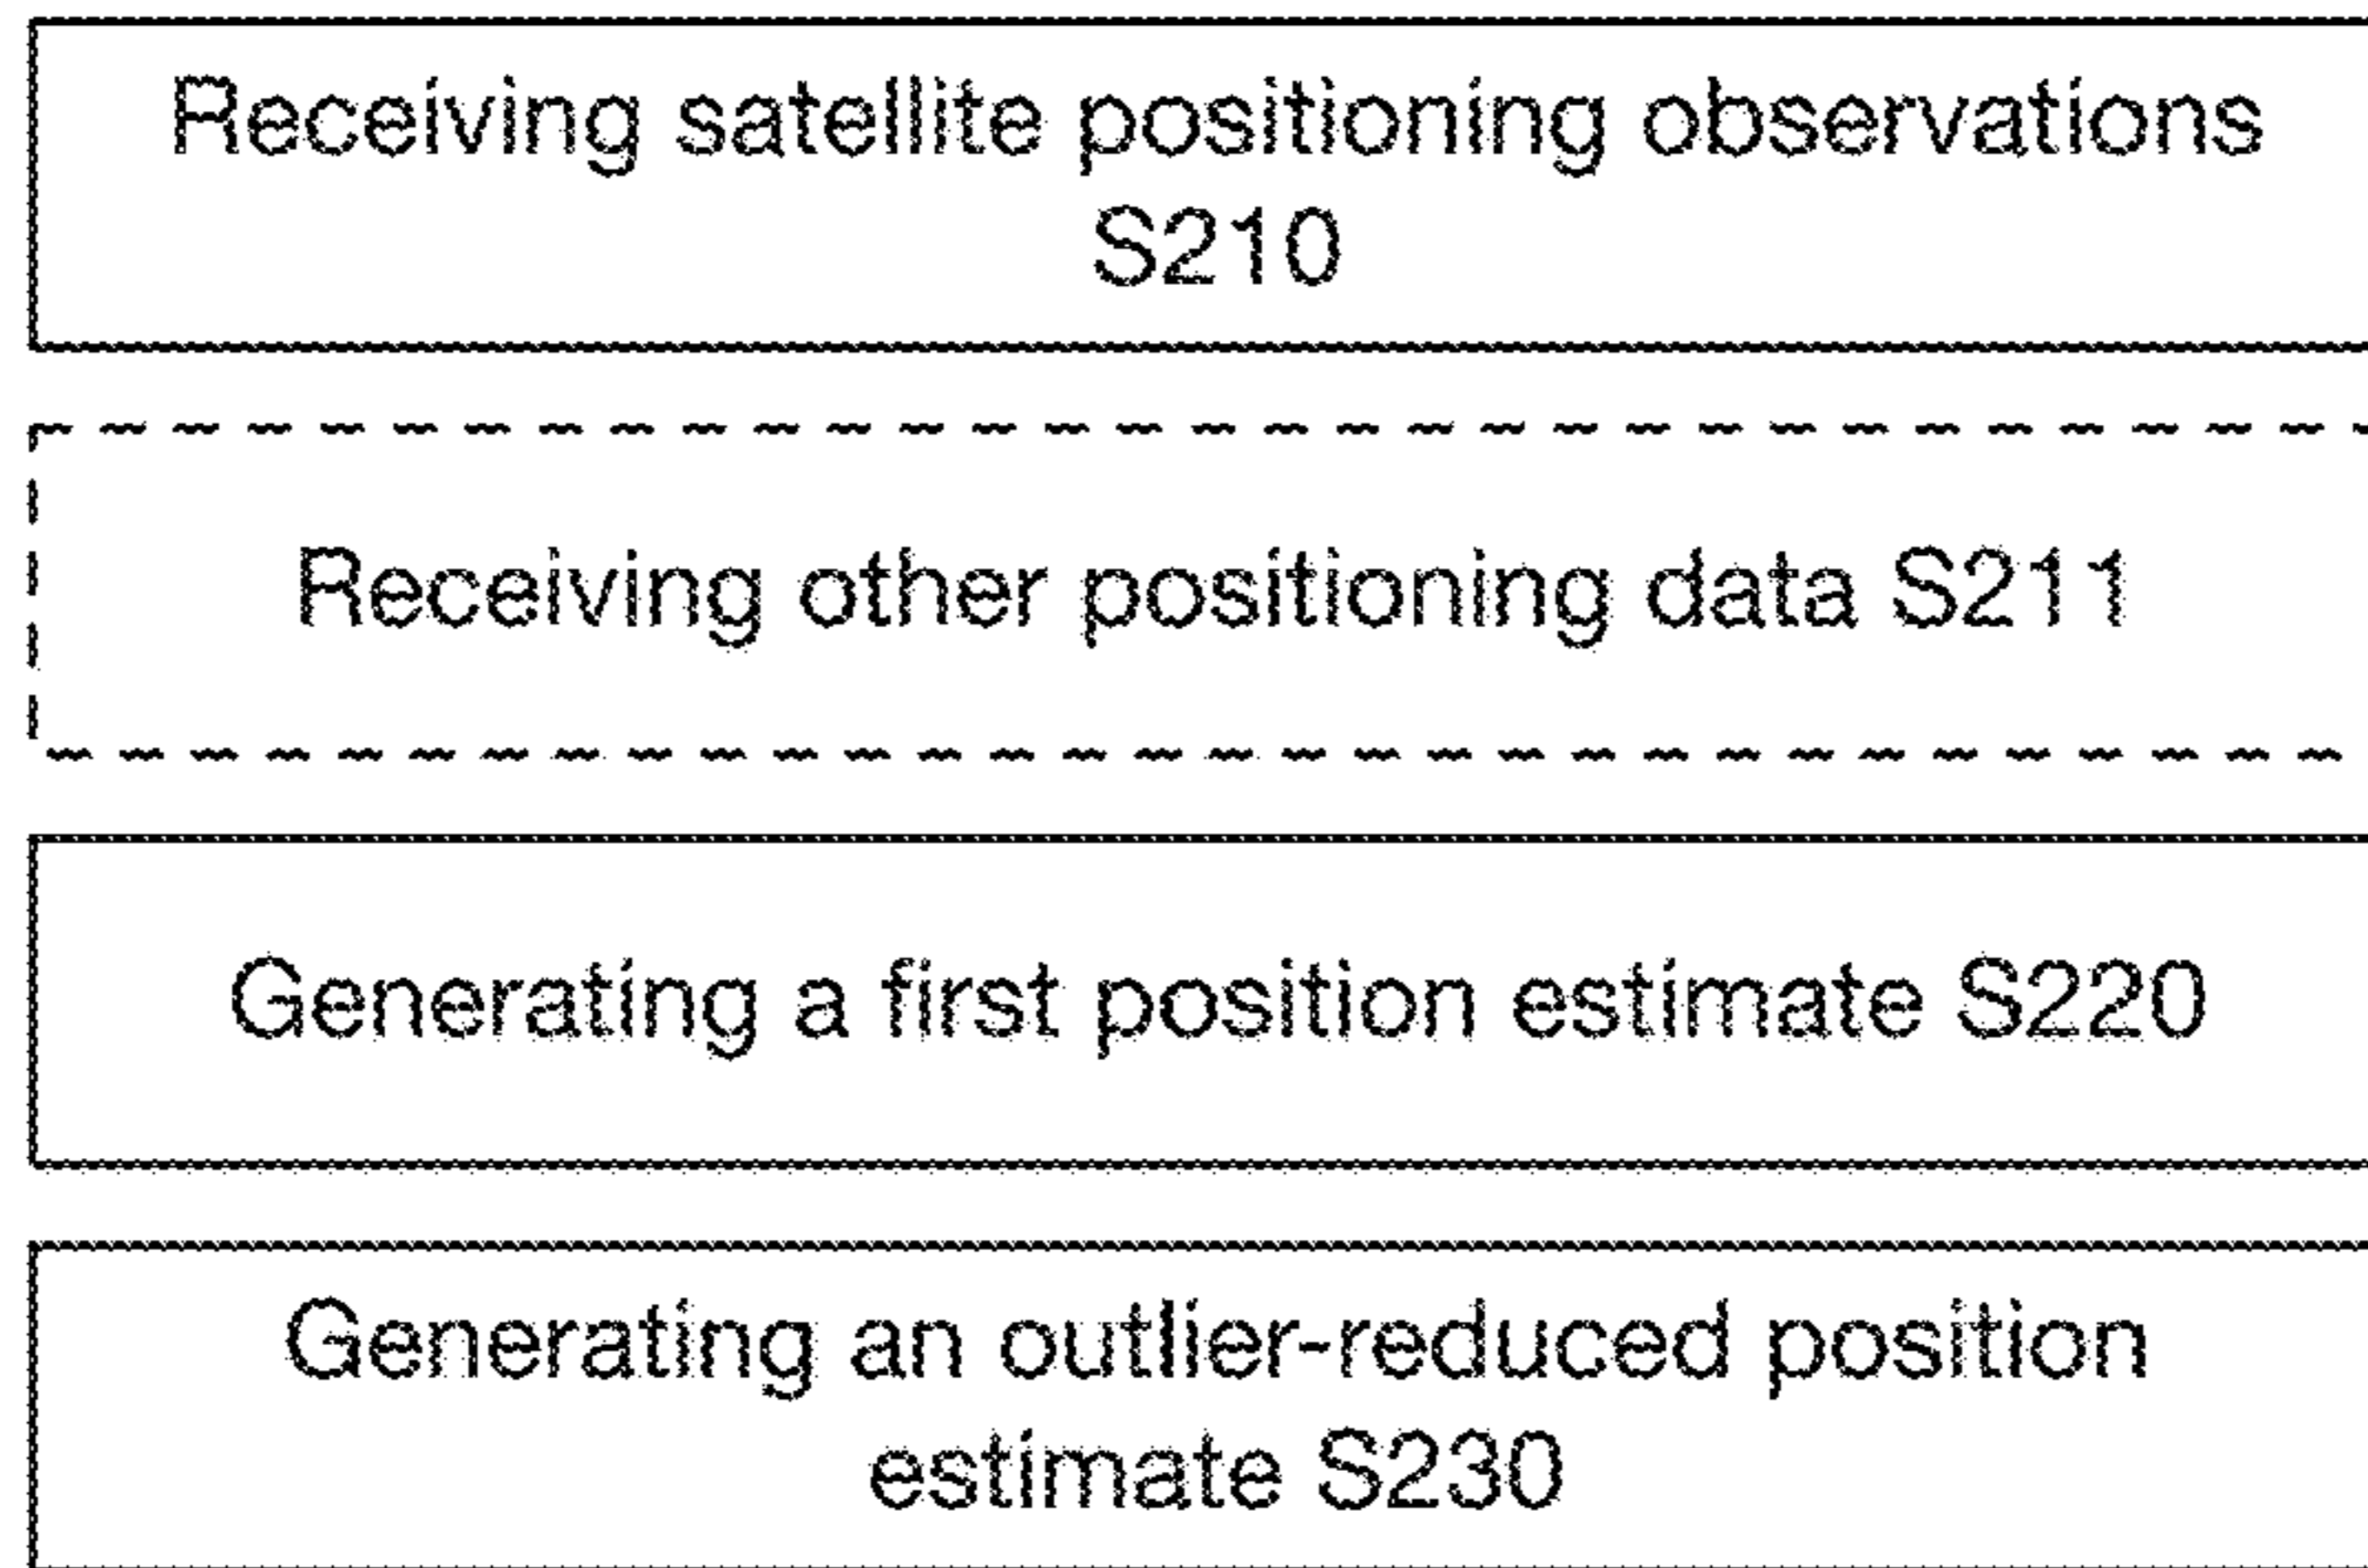 Receiving satellite positioning observations
S210
Receiving other positioning data S211
Generating a first position estimate S220
Generating an outlier-reduced position
estimate S230